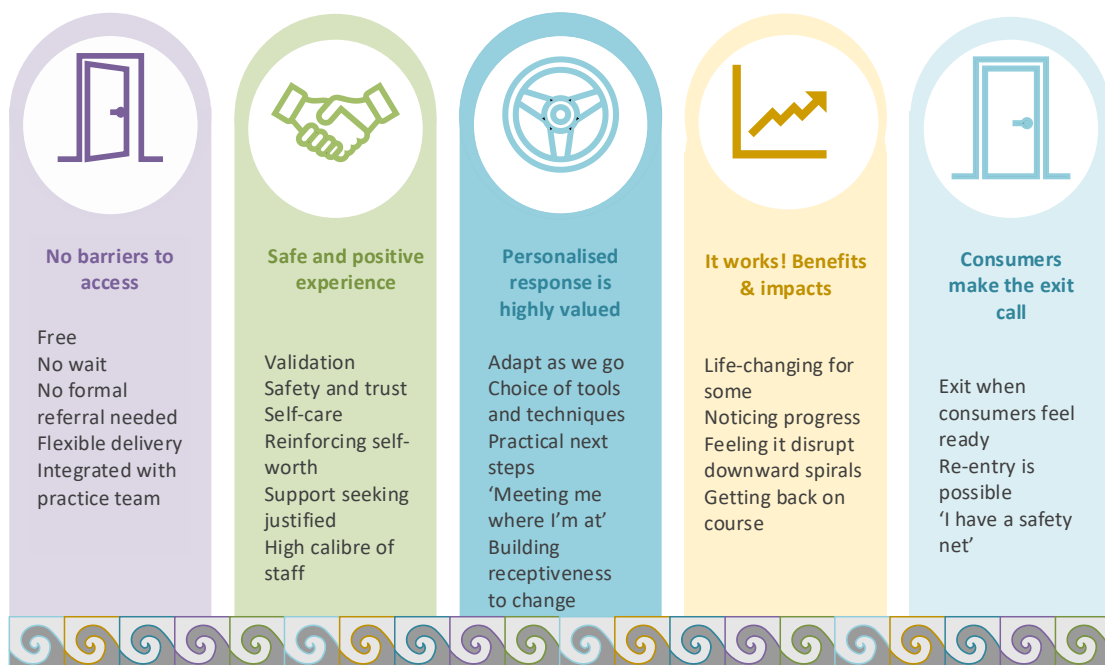 No barriers to
access
Free
No wait
No formal
referral needed
Flexible delivery
Integrated with
practice team
Safe and positive
experience
Validation
Safety and trust
Self-care
Reinforcing self-
worth
Support seeking
justified
High calibre of
staff
Personalised
response is
highly valued
Adapt as we go
Choice of tools
and techniques
Practical next
steps
‘Meeting me
where I’m at’
Building
receptiveness
to change
It works! Benefits
& impacts
Life-changing for
some
Noticing progress
Feeling it disrupt
downward spirals
Getting back on
course
Consumers
make the exit
call
Exit when
consumers feel
ready
Re-entry is
possible
‘I have a safety
net’